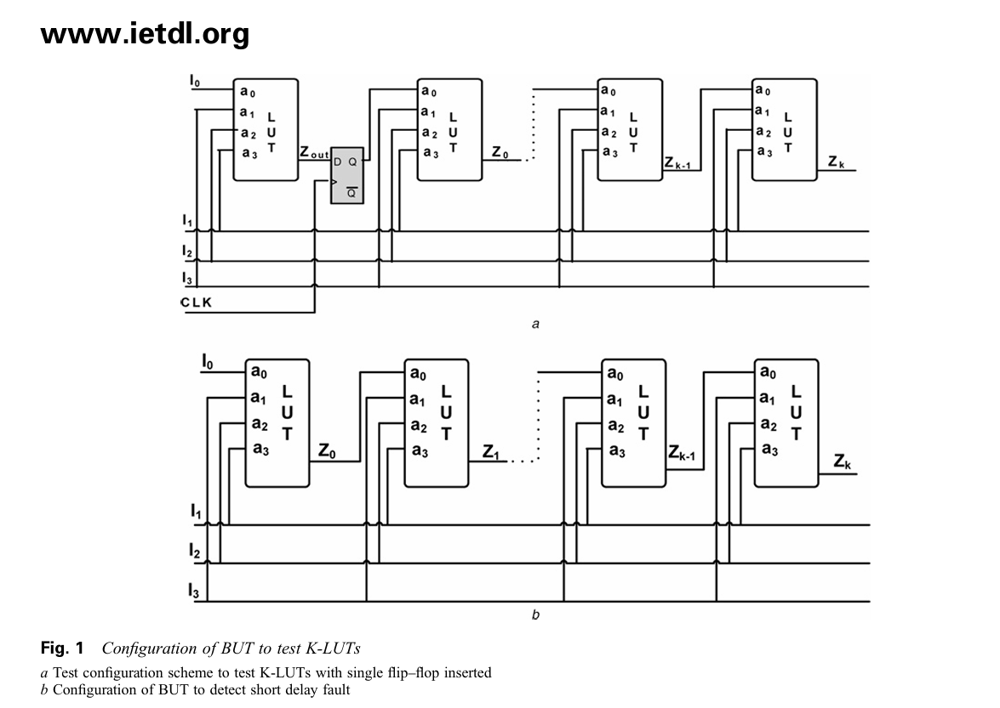 www.ietdl.org
I0
a0 a0 a0 a0
a1 L a1 L a1 L a1 L
a2 U a2 U a2 U a2 U
a3 T a3 T a3 T a3 T
Zout D Q Z0 Zk-1 Zk
Q
I1
I2
I3
CLK
a
I0
a0 a0 a0 a0
a1 L a1 L a1 L a1 L
a2 U a2 U a2 U a2 U
a3 T a3 T a3 T a3 T
Z0 Z1 Zk-1 Zk
I1
I2
I3
b
Fig. 1 Configuration of BUT to test K-LUTs
a Test configuration scheme to test K-LUTs with single flip–flop inserted
b Configuration of BUT to detect short delay fault